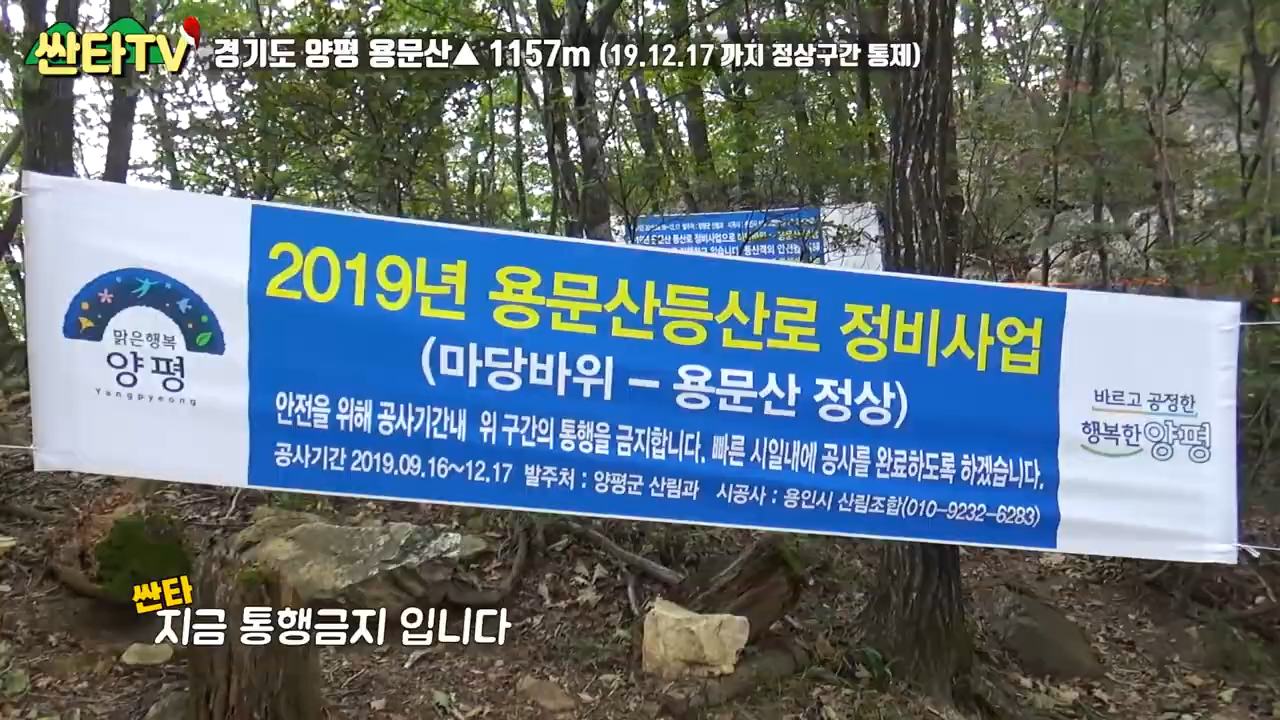 싼타TV 경기도 양평 용문산▲ 1157m (19.12.17 까지 정상구간 통제)
2019년 용문산등산로 정비사업
(마당바위 – 용문산 정상)
안전을 위해 공사기간내 위 구간의 통행을 금지합니다. 빠른 시일내에 공사를 완료하도록 하겠습니다.
공사기간 2019.09.16~12.17 발주처 : 양평군 산림과 시공사 : 용인시 산림조합(010-9232-6283)
맑은행복
양평
Yangpyeong
바르고 공정한
행복한 양평
싼타
지금 통행금지 입니다